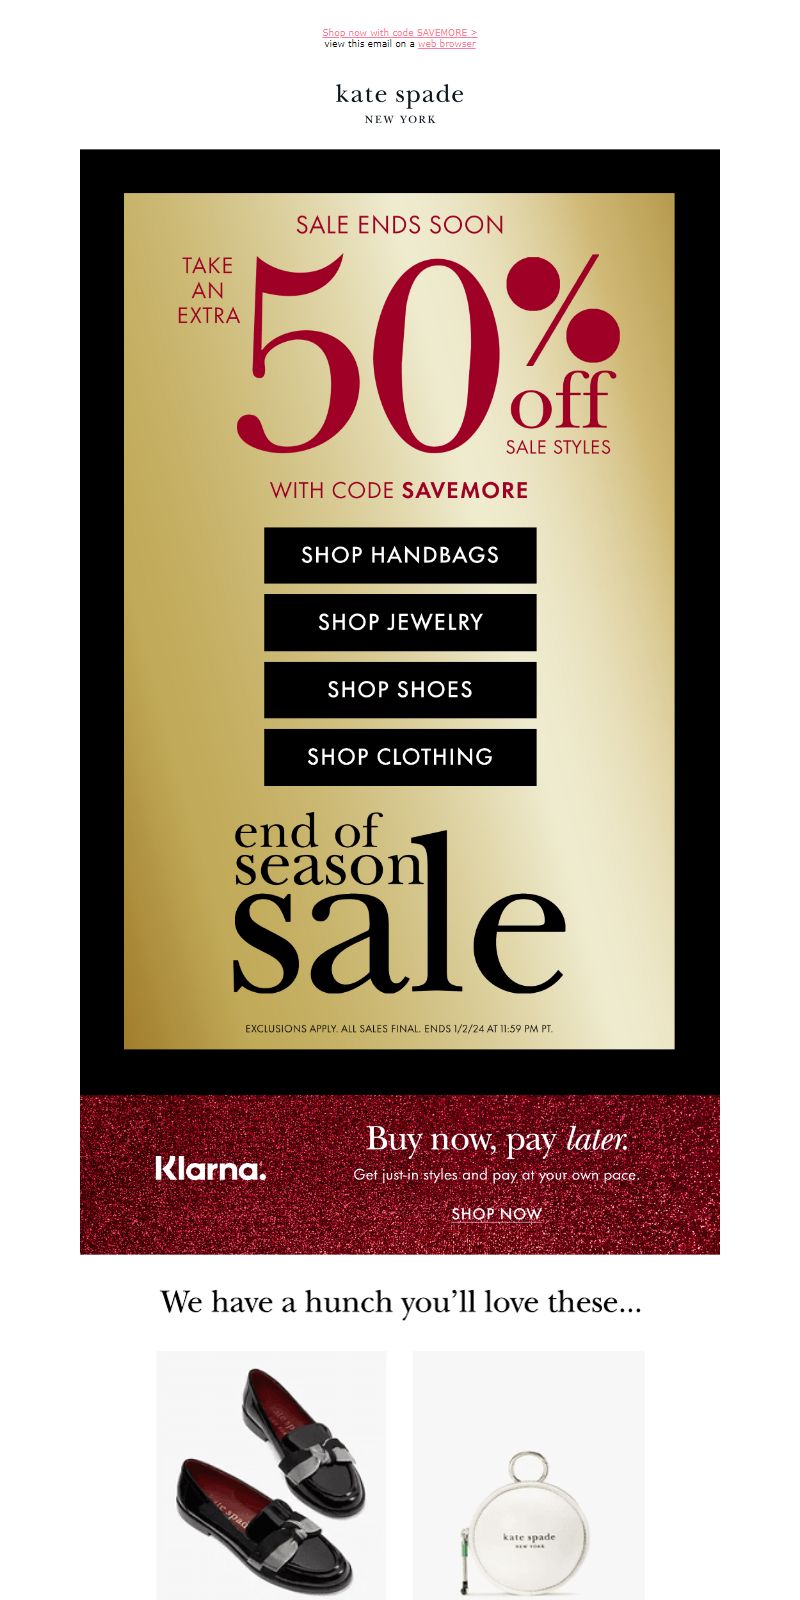 Shop now with code SAVEMORE >
view this email on a web browser
kate spade
NEW YORK
SALE ENDS SOON
TAKE
AN
EXTRA
50%
off
SALE STYLES
WITH CODE SAVEMORE
SHOP HANDBAGS
SHOP JEWELRY
SHOP SHOES
SHOP CLOTHING
end of
season
sale
EXCLUSIONS APPLY. ALL SALES FINAL. ENDS 1/2/24 AT 11:59 PM PT.
Klarna.
Buy now, pay later.
Get just-in styles and pay at your own pace.
SHOP NOW
We have a hunch you’ll love these...
kate spade
NEW YORK